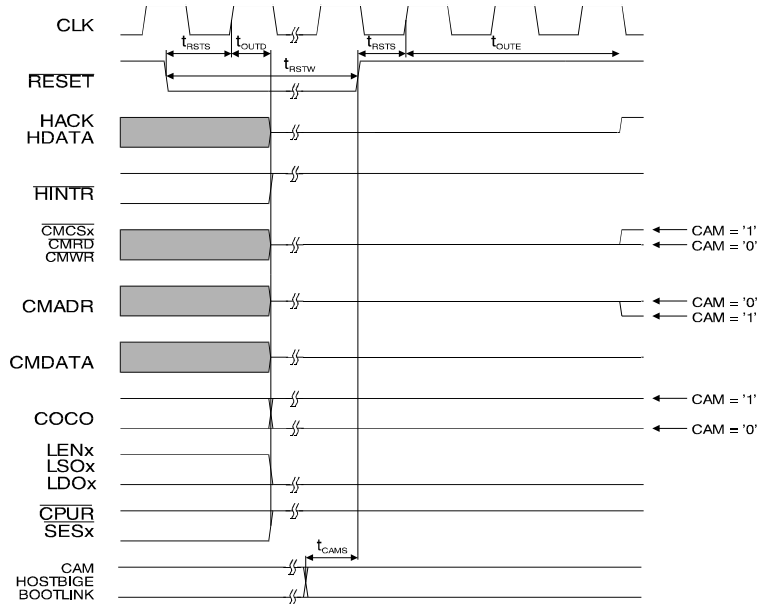 CLK
tRSTS
tOUTD
tRSTS
tOUTE
tRSTW
RESET
HACK
HDATA
HINTR
CMCSx
CMRD
CMWR
CAM = '1'
CAM = '0'
CMADR
CAM = '0'
CAM = '1'
CMDATA
COCO
CAM = '1'
CAM = '0'
LENx
LSOx
LDOx
CPUR
SESx
tCAMS
CAM
HOSTBIGE
BOOTLINK